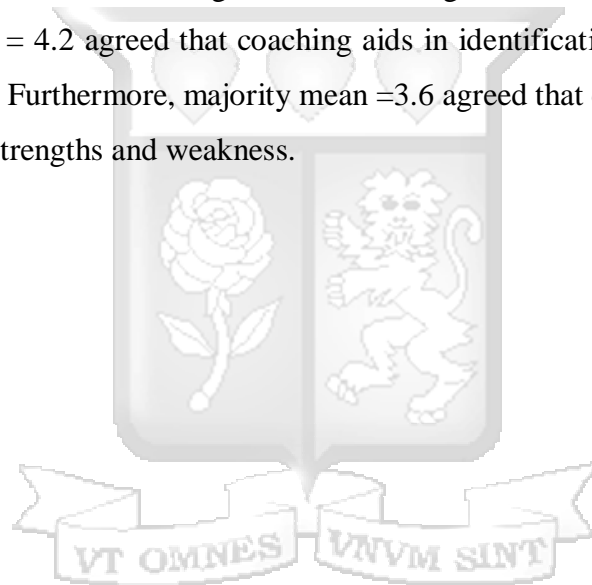 = 4.2 agreed that coaching aids in
Furthermore, majority mean =3.6 agreed that
trengths and weakness.
VT OMNES VNVM SINT